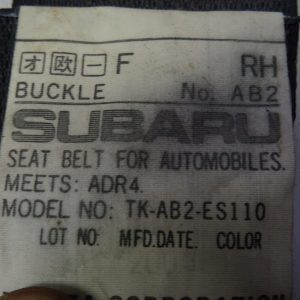 オ 欧 一 F RH
BUCKLE No. AB2
SUBARU
SEAT BELT FOR AUTOMOBILES.
MEETS: ADR4.
MODEL NO: TK-AB2-ES110
LOT NO: MFD.DATE. COLOR